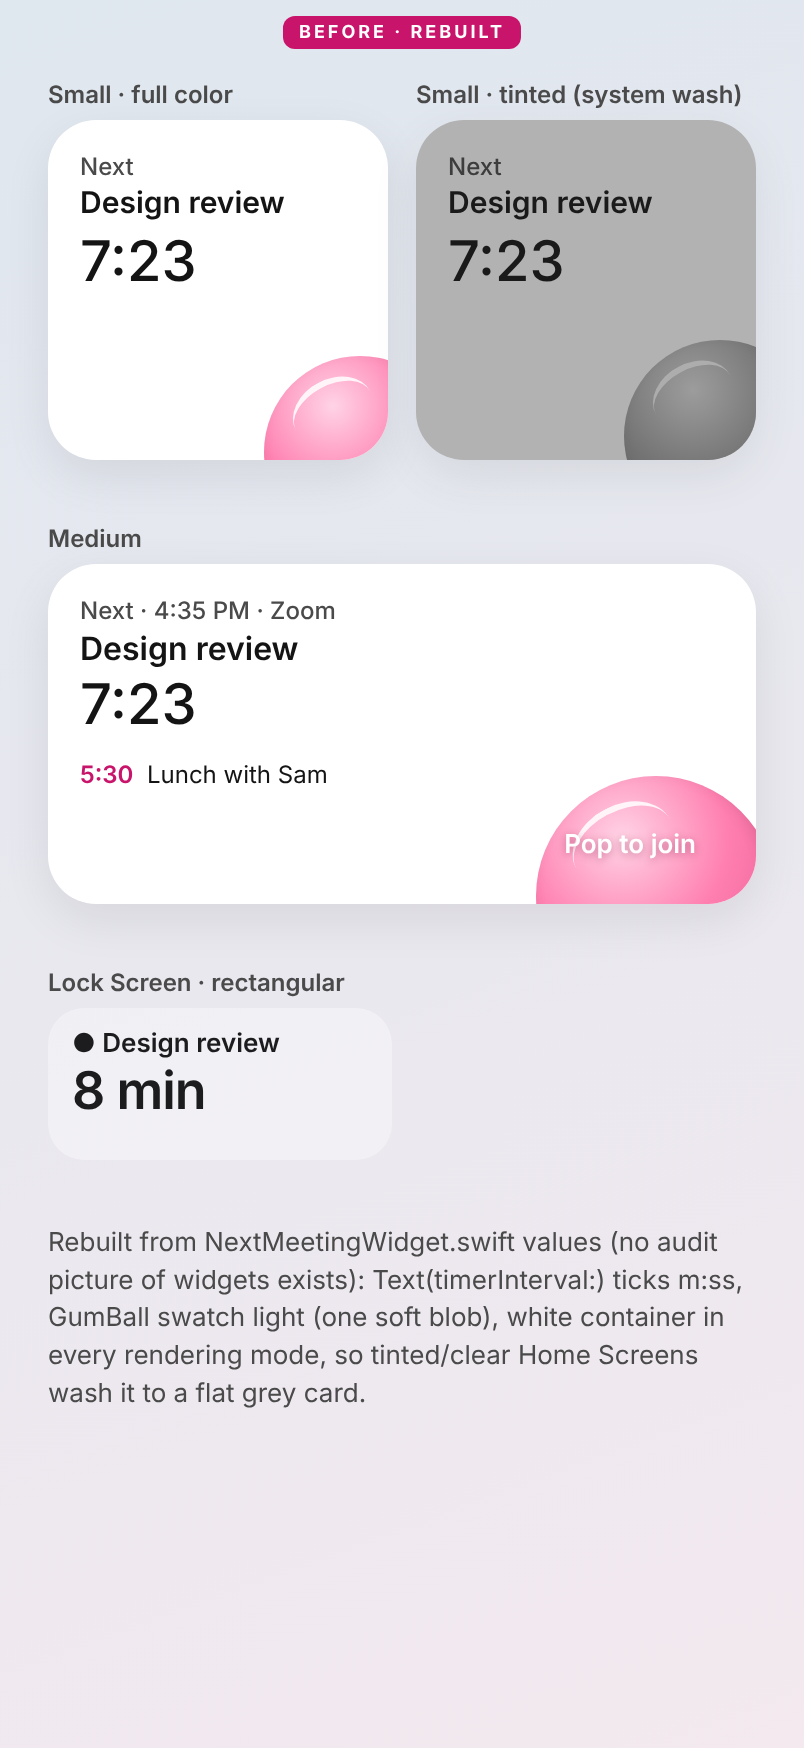 BEFORE · REBUILT
Small · full color
Small · tinted (system wash)
Next
Design review
7:23
Next
Design review
7:23
Medium
Next · 4:35 PM · Zoom
Design review
7:23
5:30 Lunch with Sam
Pop to join
Lock Screen · rectangular
Design review
8 min
Rebuilt from NextMeetingWidget.swift values (no audit
picture of widgets exists): Text(timerInterval:) ticks m:ss,
GumBall swatch light (one soft blob), white container in
every rendering mode, so tinted/clear Home Screens
wash it to a flat grey card.